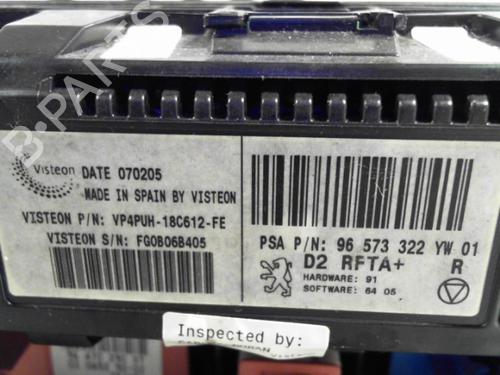 B-PARTS
Visteon DATE 070205
MADE IN SPAIN BY VISTEON
VISTEON P/N: VP4PUH-18C612-FE
VISTEON S/N: FG0B06B405
PSA P/N: 96 573 322 YW 01
D2 RFTA+ R
HARDWARE: 91
SOFTWARE: 64 05
Inspected by: